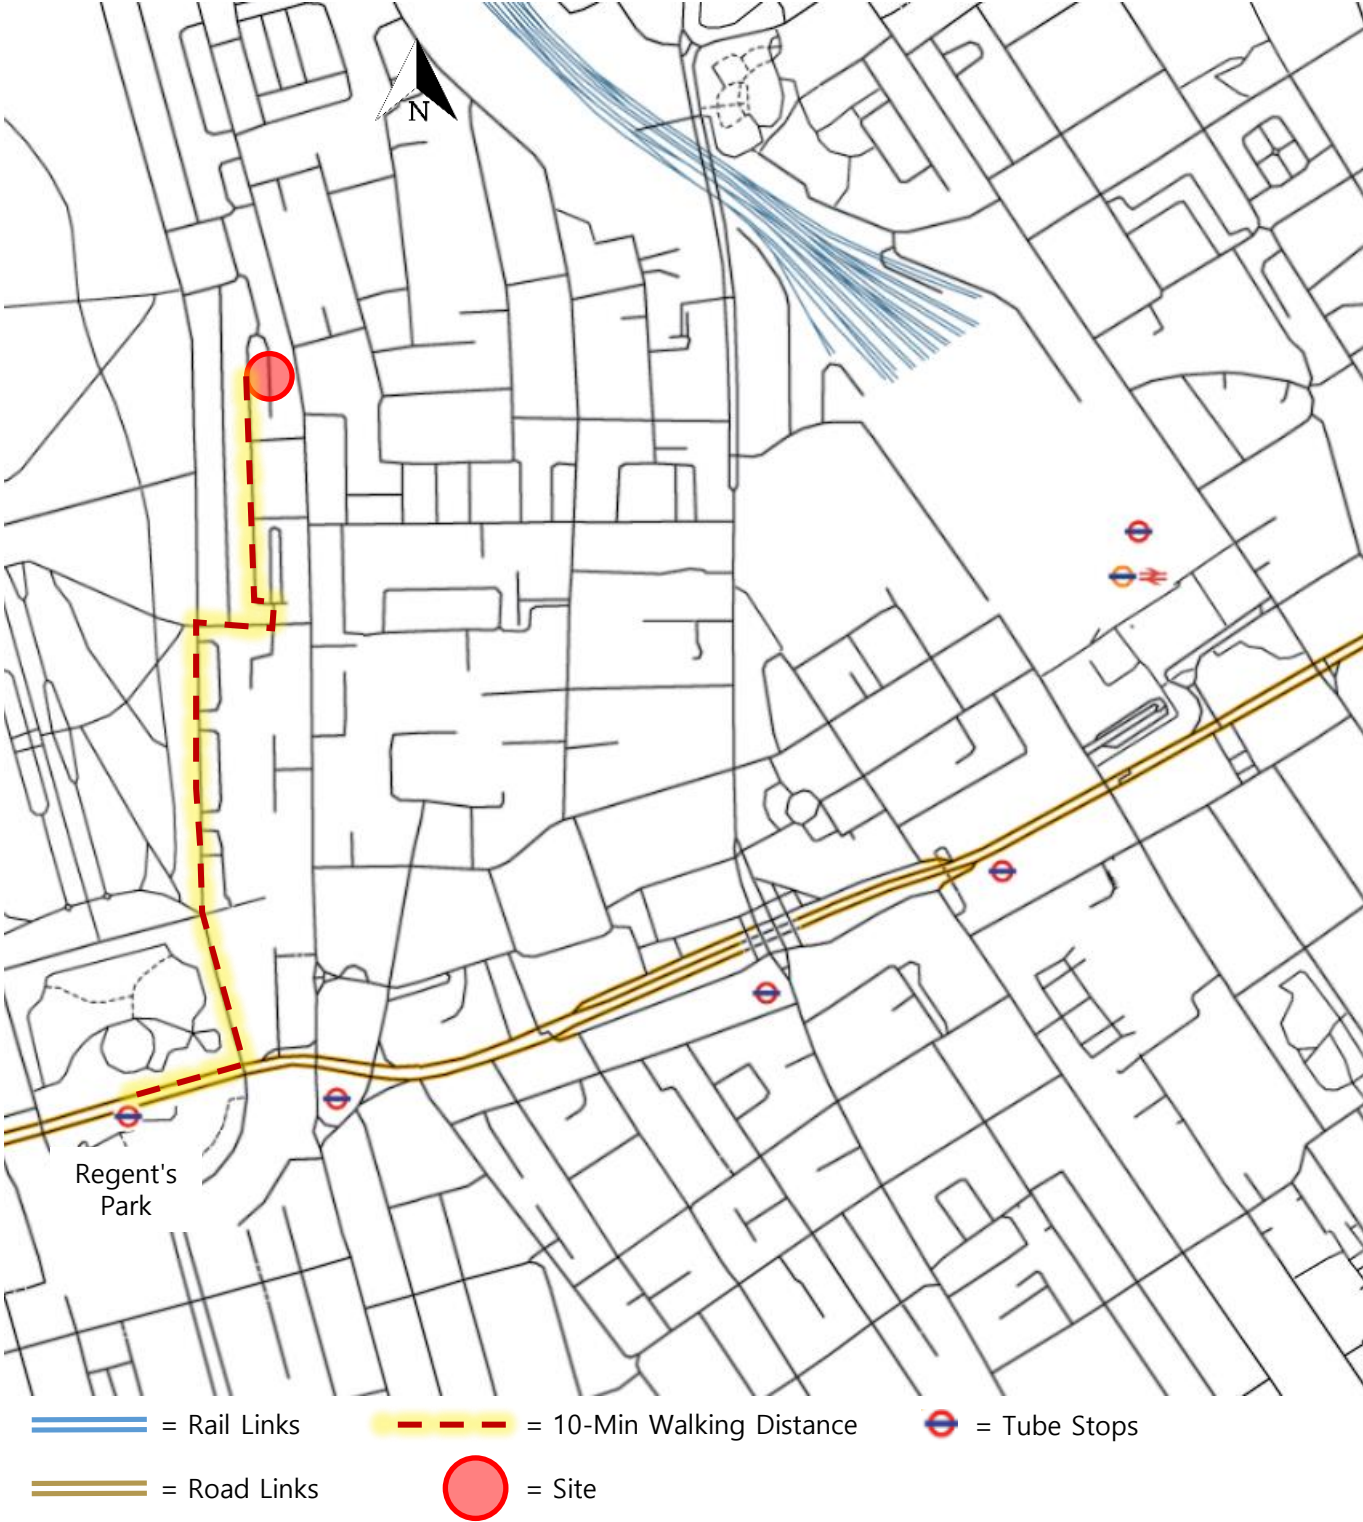 N
Regent's
Park
= Rail Links
= 10-Min Walking Distance
= Tube Stops
= Road Links
= Site